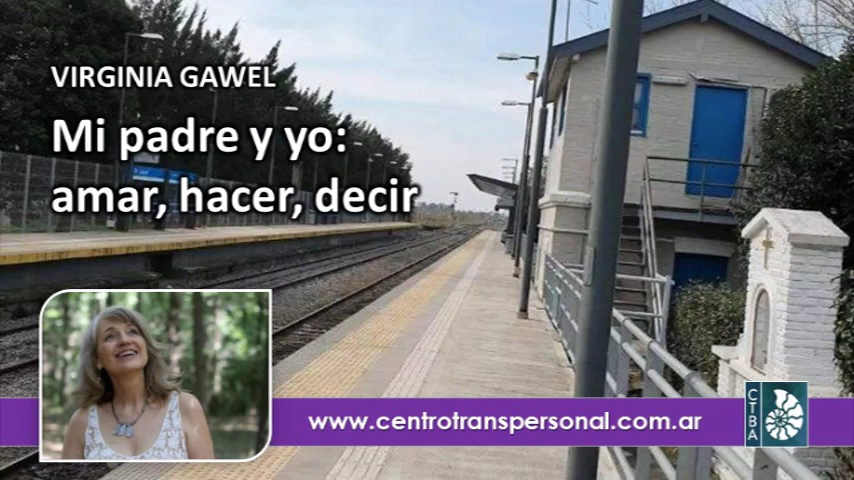 VIRGINIA GAWEL
Mi padre y yo:
amar, hacer, decir
www.centrotranspersonal.com.ar
CTBA